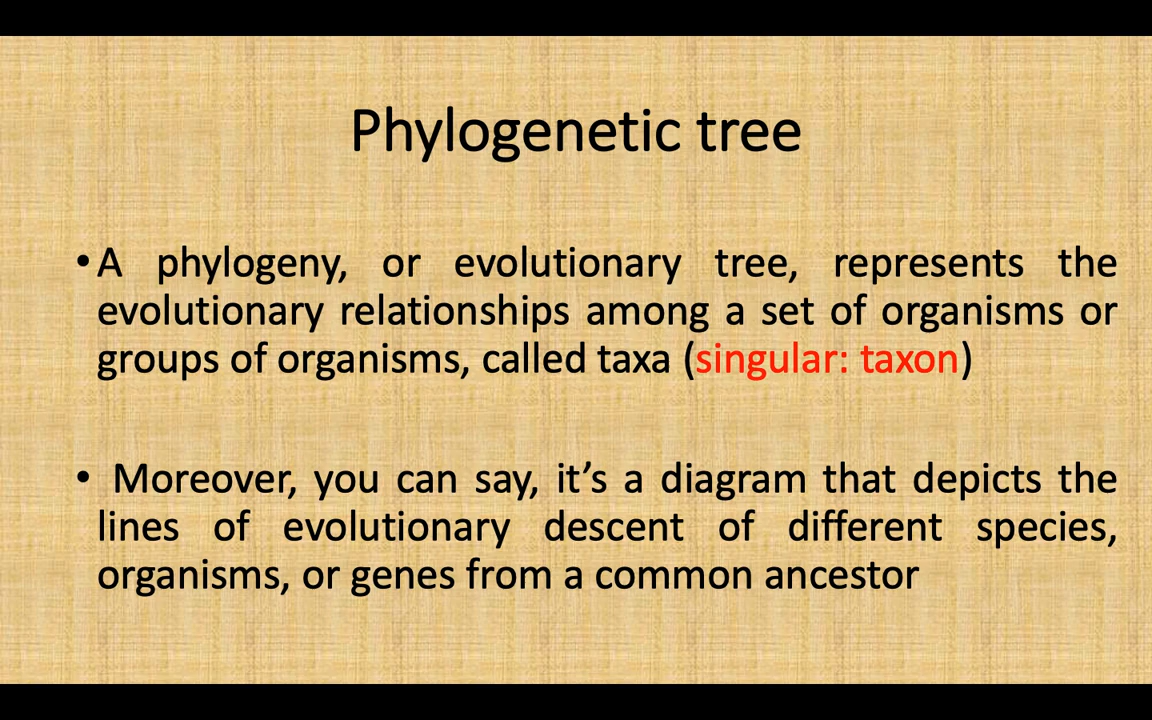 Phylogenetic tree
• A phylogeny, or evolutionary tree, represents the
evolutionary relationships among a set of organisms or
groups of organisms, called taxa (singular: taxon)
• Moreover, you can say, it’s a diagram that depicts the
lines of evolutionary descent of different species,
organisms, or genes from a common ancestor